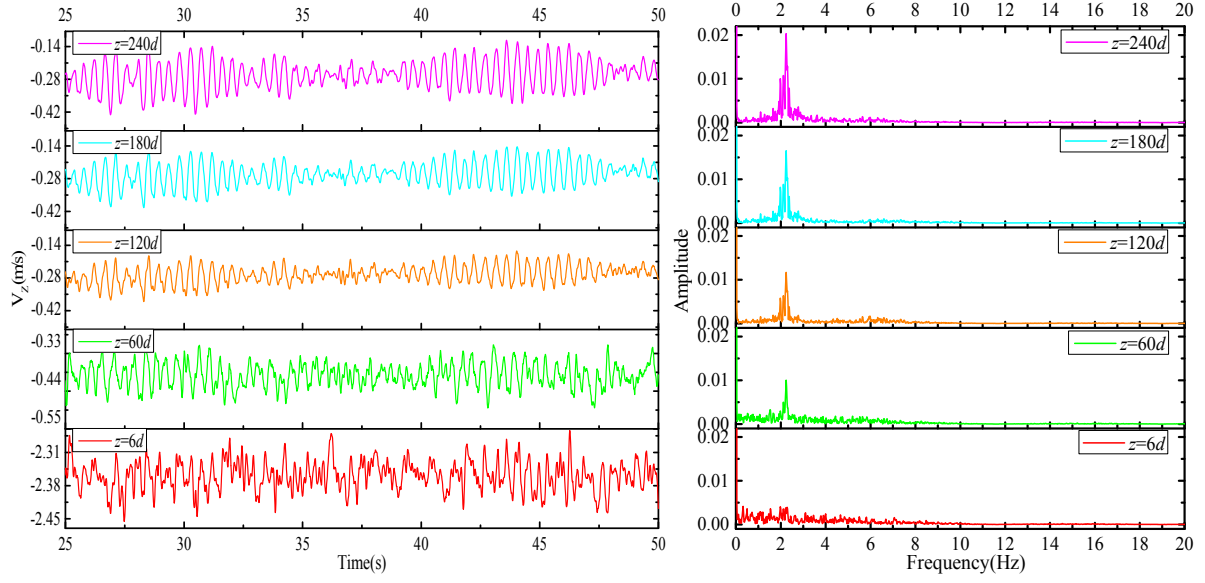 25 30 35 40 45 50
-0.14
-0.28
-0.42
z=240d
-0.14
-0.28
-0.42
z=180d
-0.14
-0.28
-0.42
z=120d
-0.33
-0.44
-0.55
z=60d
-2.31
-2.38
-2.45
z=6d
25 30 35 40 45 50
Time(s)
VZ(m/s)
0 2 4 6 8 10 12 14 16 18 20
0.02
0.01
0.00
z=240d
0.02
0.01
0.00
z=180d
0.02
0.01
0.00
z=120d
0.02
0.01
0.00
z=60d
0.02
0.01
0.00
z=6d
0 2 4 6 8 10 12 14 16 18 20
Frequency(Hz)
Amplitude